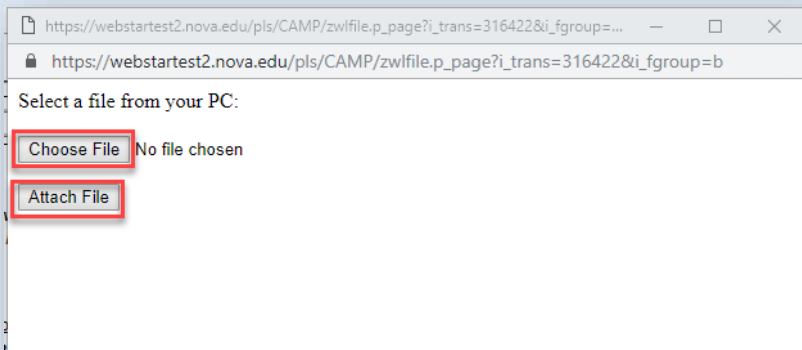 https://webstartest2.nova.edu/pls/CAMP/zwlfile.p_page?i_trans=316422&i_fgroup=...
https://webstartest2.nova.edu/pls/CAMP/zwlfile.p_page?i_trans=316422&i_fgroup=b
Select a file from your PC:
Choose File No file chosen
Attach File